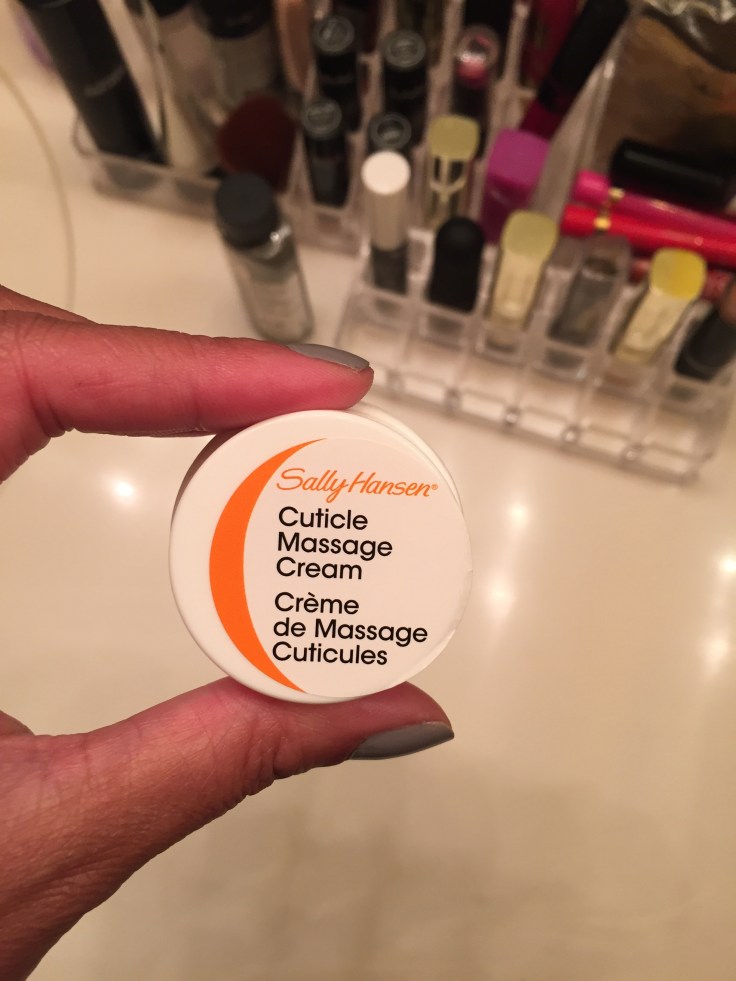 Sally Hansen®
Cuticle
Massage
Cream
Crème
de Massage
Cuticules